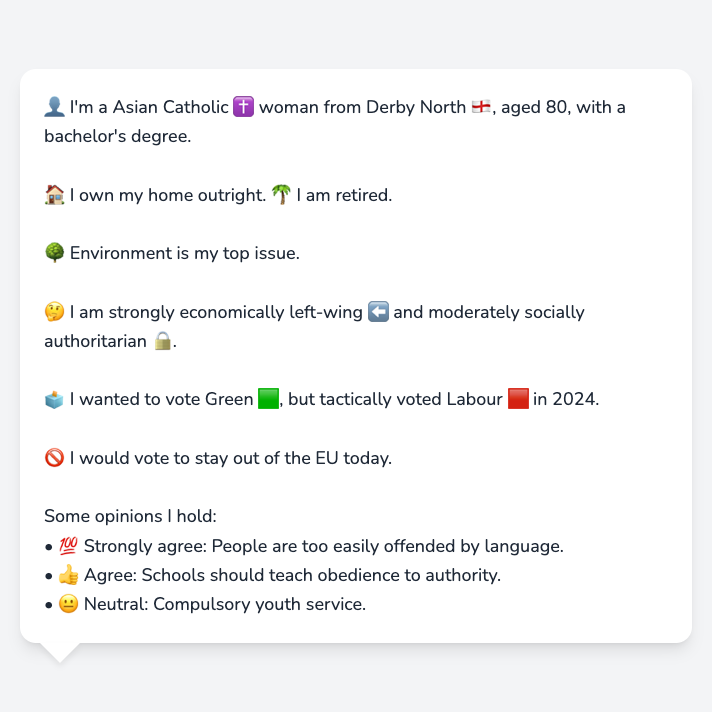 👤 I'm a Asian Catholic ✝️ woman from Derby North 🏴󠁧󠁢󠁥󠁮󠁧󠁿, aged 80, with a
bachelor's degree.
🏠 I own my home outright. 🌴 I am retired.
🌳 Environment is my top issue.
🤔 I am strongly economically left-wing ⬅️ and moderately socially
authoritarian 🔒.
🗳️ I wanted to vote Green 🟩, but tactically voted Labour 🟥 in 2024.
🚫 I would vote to stay out of the EU today.
Some opinions I hold:
• 💯 Strongly agree: People are too easily offended by language.
• 👍 Agree: Schools should teach obedience to authority.
• 😐 Neutral: Compulsory youth service.